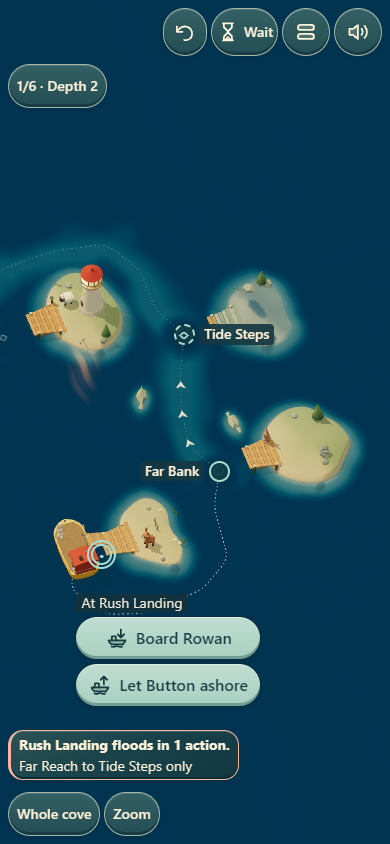 Wait
1/6 · Depth 2
Tide Steps
Far Bank
At Rush Landing
Board Rowan
Let Button ashore
Rush Landing floods in 1 action.
Far Reach to Tide Steps only
Whole cove
Zoom